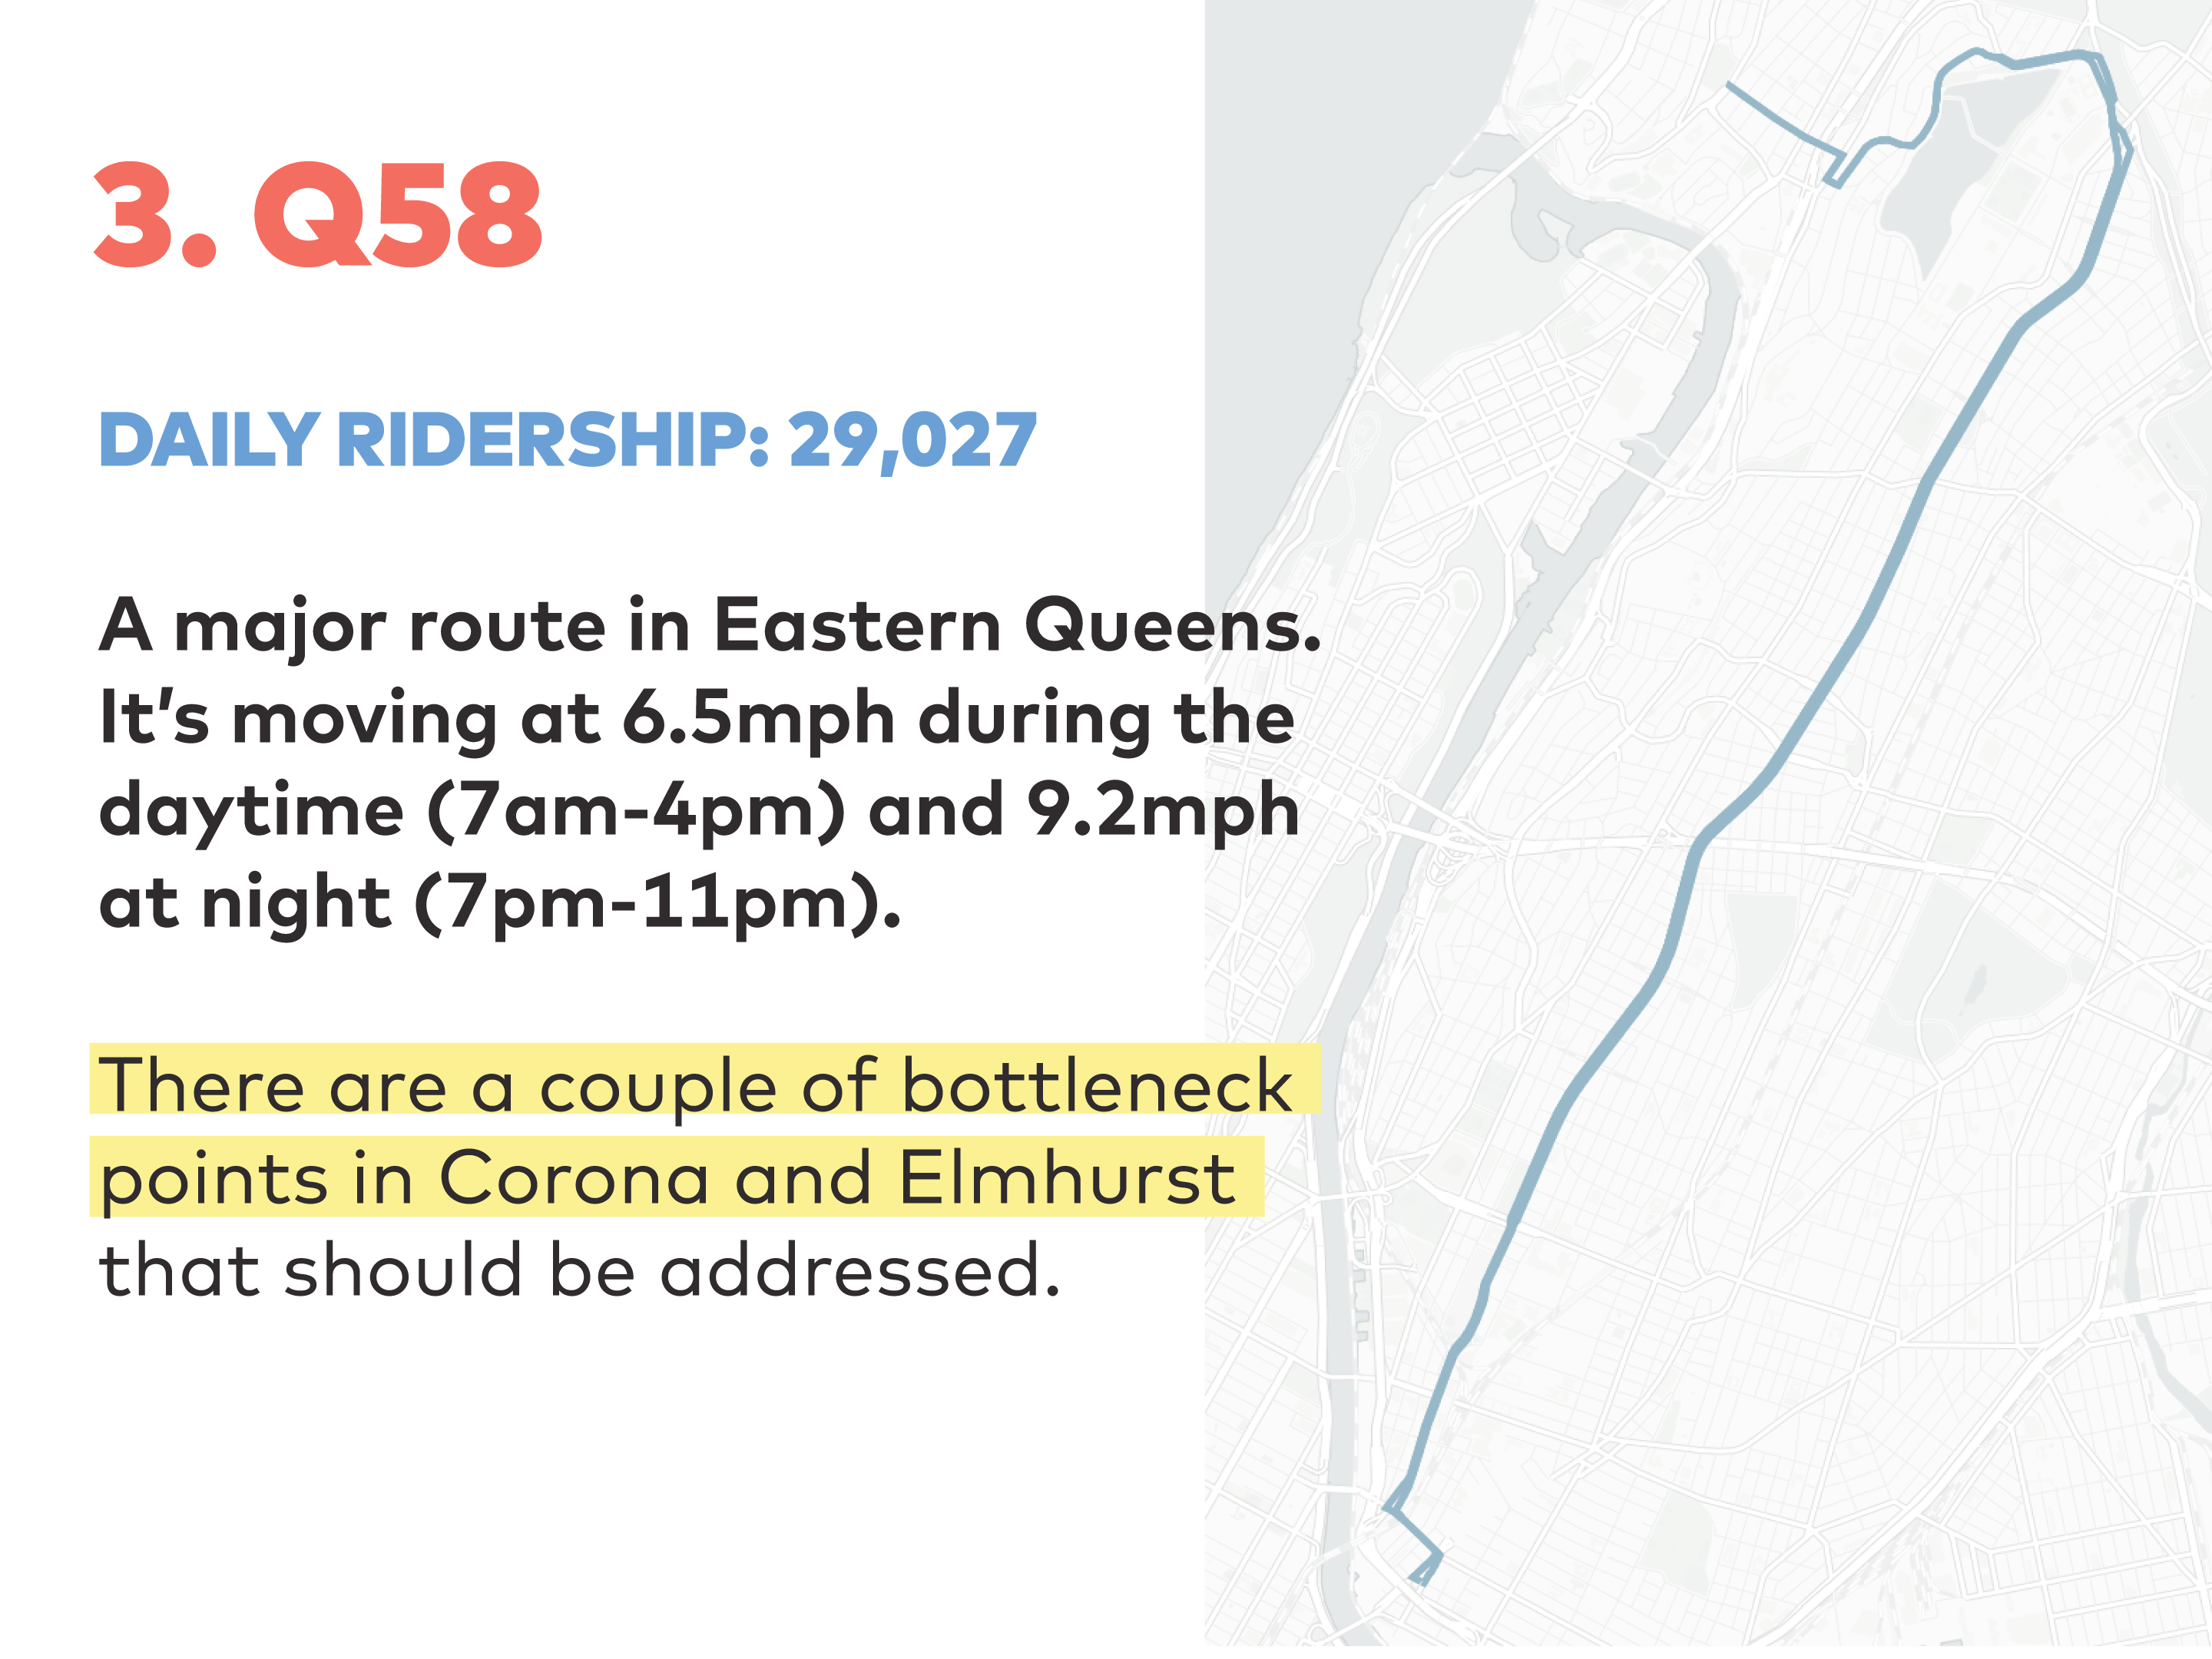 3. Q58
DAILY RIDERSHIP: 29,027
A major route in Eastern Queens.
It’s moving at 6.5mph during the
daytime (7am-4pm) and 9.2mph
at night (7pm-11pm).
There are a couple of bottleneck
points in Corona and Elmhurst
that should be addressed.